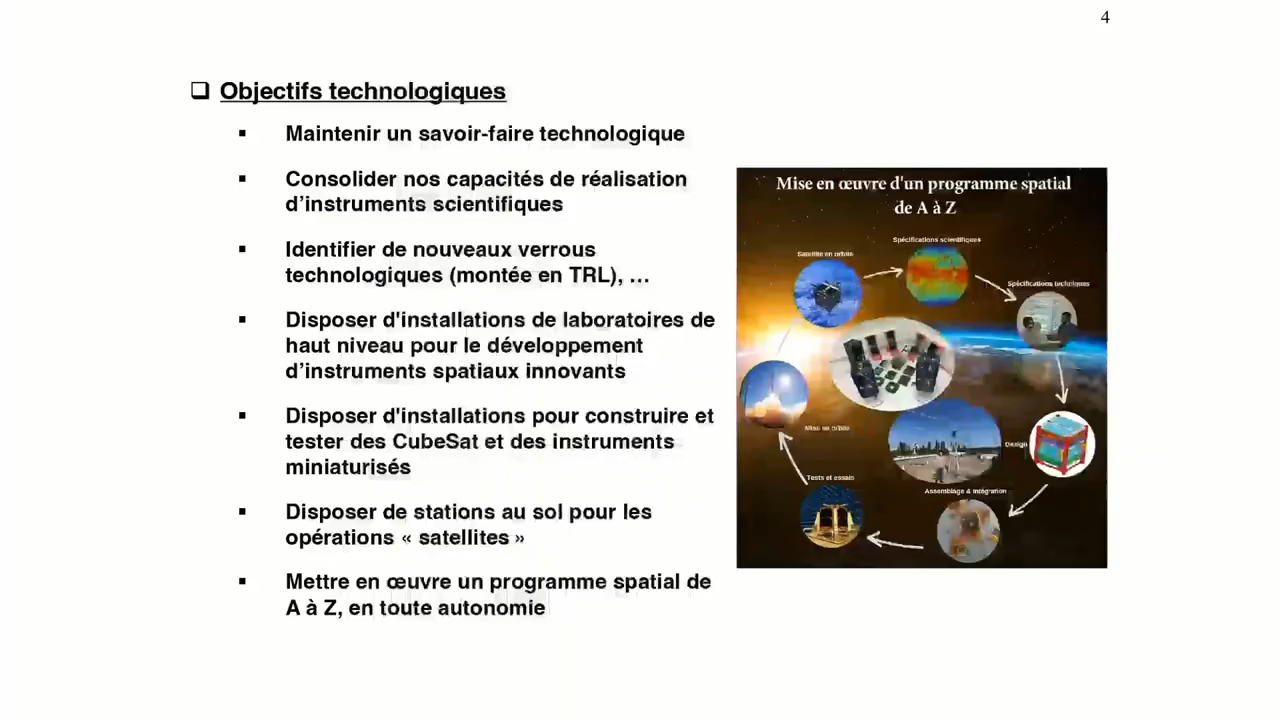 4
❑ Objectifs technologiques
▪ Maintenir un savoir-faire technologique
▪ Consolider nos capacités de réalisation
d’instruments scientifiques
▪ Identifier de nouveaux verrous
technologiques (montée en TRL), …
▪ Disposer d'installations de laboratoires de
haut niveau pour le développement
d’instruments spatiaux innovants
▪ Disposer d'installations pour construire et
tester des CubeSat et des instruments
miniaturisés
▪ Disposer de stations au sol pour les
opérations « satellites »
▪ Mettre en œuvre un programme spatial de
A à Z, en toute autonomie
Mise en œuvre d'un programme spatial
de A à Z
Spécifications scientifiques
Satellite en orbite
Spécifications techniques
Mise en orbite
Design
Tests et essais
Assemblage & intégration